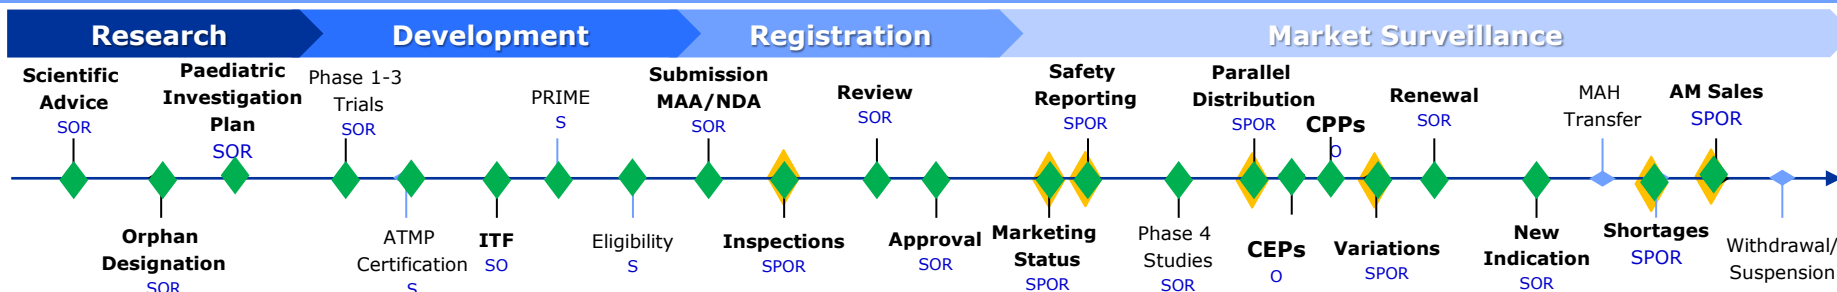 Research
Development
Registration
Market Surveillance
Scientific
Advice
SOR
Paediatric
Investigation
Plan
SOR
Phase 1-3
Trials
SOR
PRIME
S
Submission
MAA/NDA
SOR
Review
SOR
Safety
Reporting
SPOR
Parallel
Distribution
SPOR
CPPs
O
Renewal
SOR
MAH
Transfer
AM Sales
SPOR
Orphan
Designation
SOR
ATMP
Certification
S
ITF
SO
Eligibility
S
Inspections
SPOR
Approval
SOR
Marketing
Status
SPOR
Phase 4
Studies
SOR
CEPs
O
Variations
SPOR
New
Indication
SOR
Shortages
SPOR
Withdrawal/
Suspension